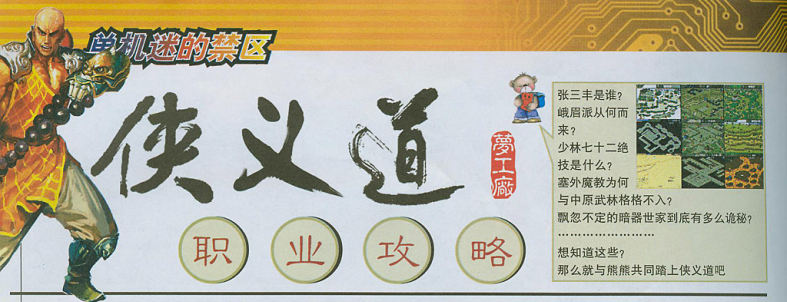 单机迷的禁区
侠义道
夢工廠
职业攻略
张三丰是谁?
峨眉派从何而
来?
少林七十二绝
技是什么?
塞外魔教为何
与中原武林格格不入?
飘忽不定的暗器世家到底有多么诡秘?
……………………
想知道这些?
那么就与熊熊共同踏上侠义道吧